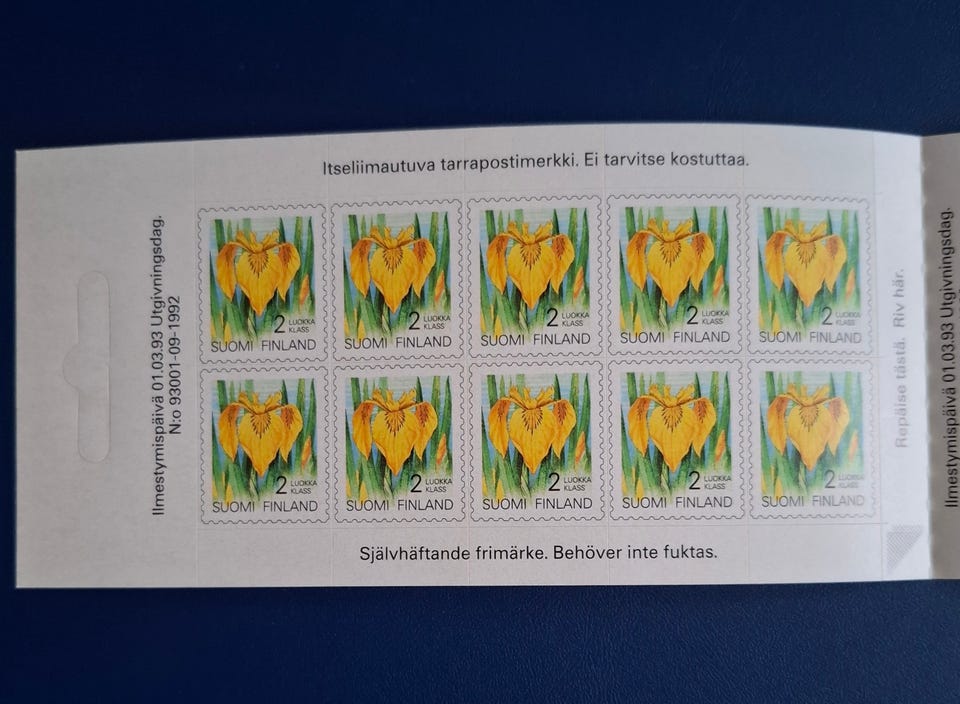 Itseliimautuva tarrapostimerkki. Ei tarvitse kostuttaa.
Ilmestymispäivä 01.03.93 Utgivningsdag.
N:o 93001-09-1992
2 LUOKKA
KLASS
SUOMI FINLAND
2 LUOKKA
KLASS
SUOMI FINLAND
2 LUOKKA
KLASS
SUOMI FINLAND
2 LUOKKA
KLASS
SUOMI FINLAND
2 LUOKKA
KLASS
SUOMI FINLAND
2 LUOKKA
KLASS
SUOMI FINLAND
2 LUOKKA
KLASS
SUOMI FINLAND
2 LUOKKA
KLASS
SUOMI FINLAND
2 LUOKKA
KLASS
SUOMI FINLAND
2 LUOKKA
KLASS
SUOMI FINLAND
Repäise tästä. Riv här.
Självhäftande frimärke. Behöver inte fuktas.
Ilmestymispäivä 01.03.93 Utgivningsdag.